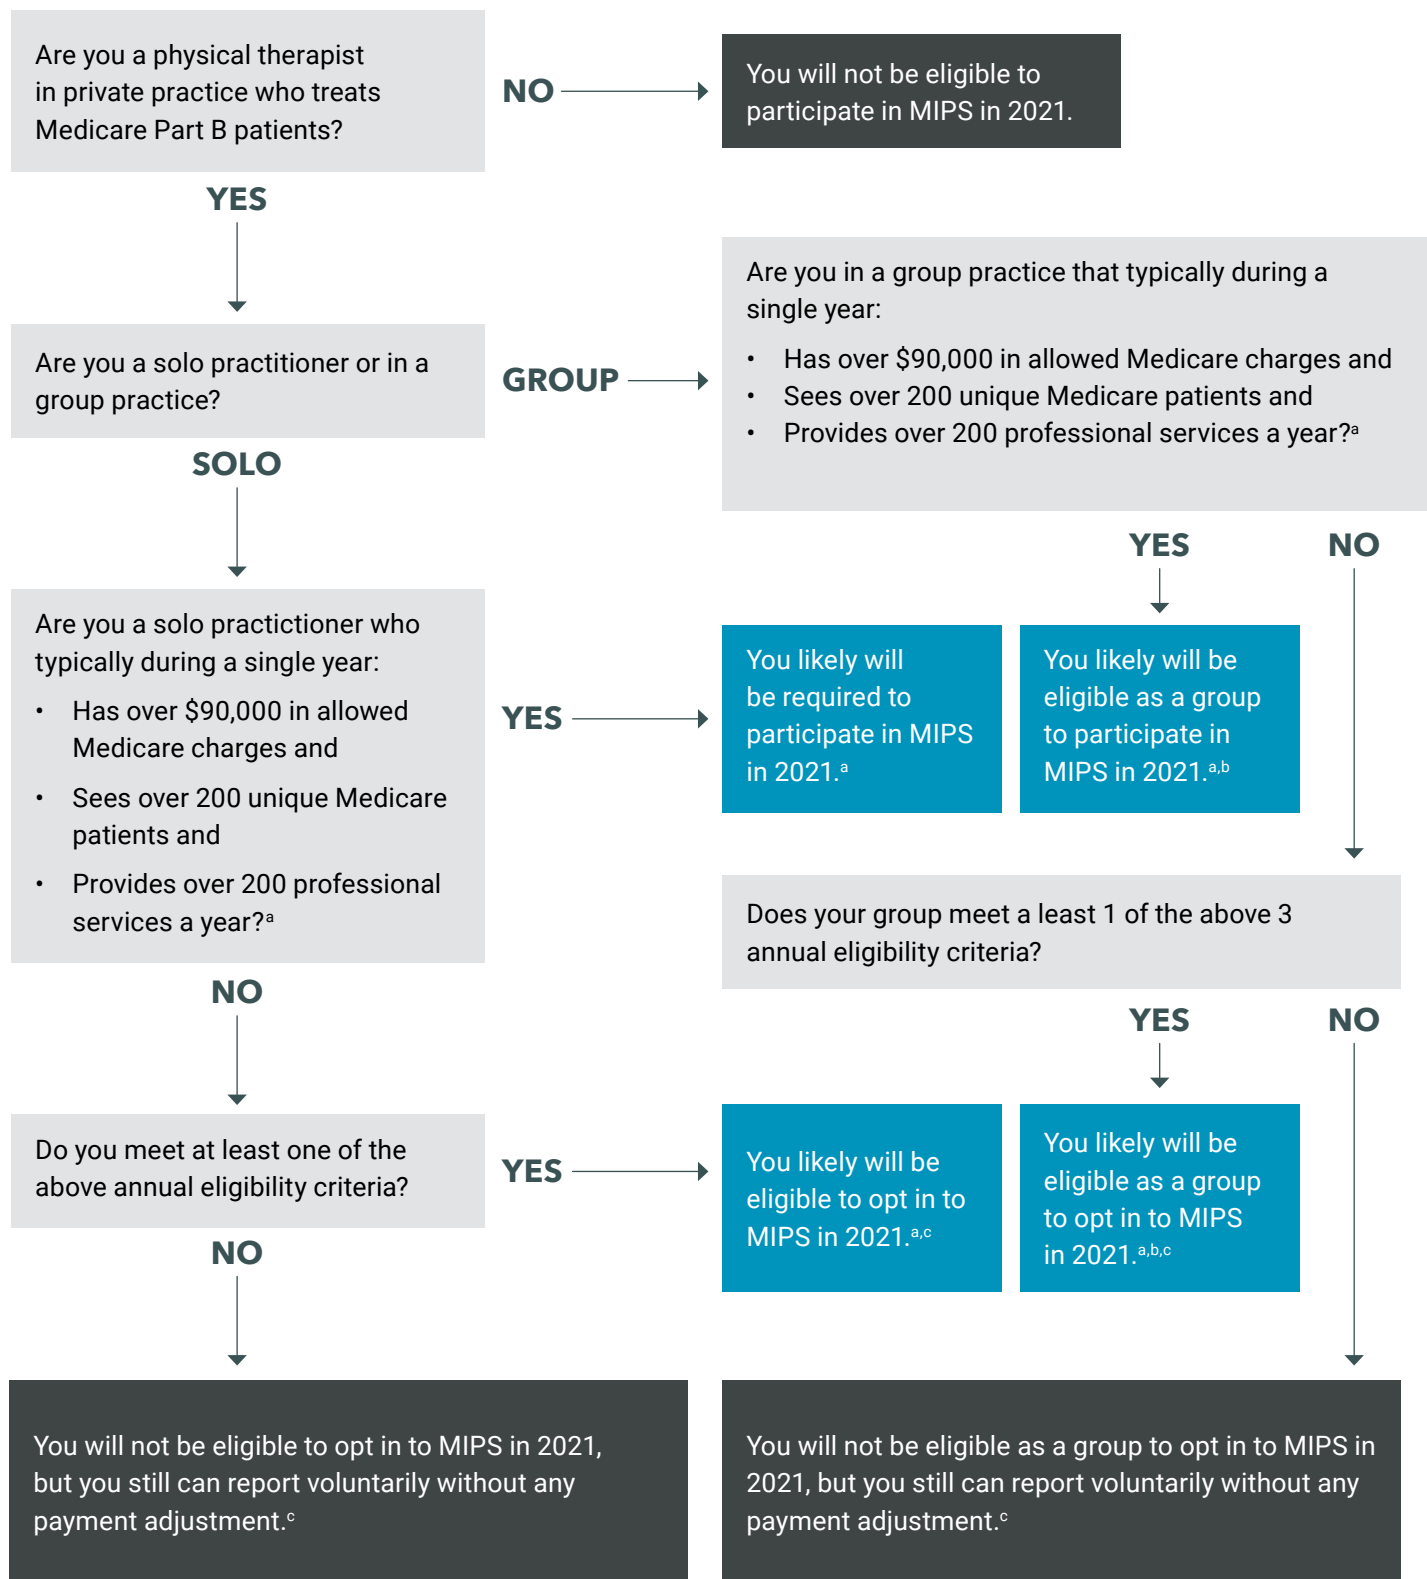 Are you a physical therapist
in private practice who treats
Medicare Part B patients?
NO
You will not be eligible to
participate in MIPS in 2021.
YES
Are you a solo practitioner or in a
group practice?
GROUP
Are you in a group practice that typically during a
single year:
• Has over $90,000 in allowed Medicare charges and
• Sees over 200 unique Medicare patients and
• Provides over 200 professional services a year?ᵃ
SOLO
YES
NO
Are you a solo practictioner who
typically during a single year:
• Has over $90,000 in allowed
Medicare charges and
• Sees over 200 unique Medicare
patients and
• Provides over 200 professional
services a year?ᵃ
YES
You likely will
be required to
participate in MIPS
in 2021.ᵃ
You likely will be
eligible as a group
to participate in
MIPS in 2021.ᵃ,ᵇ
Does your group meet a least 1 of the above 3
annual eligibility criteria?
NO
YES
NO
Do you meet at least one of the
above annual eligibility criteria?
YES
You likely will be
eligible to opt in to
MIPS in 2021.ᵃ,ᶜ
You likely will be
eligible as a group
to opt in to MIPS
in 2021.ᵃ,ᵇ,ᶜ
NO
You will not be eligible to opt in to MIPS in 2021,
but you still can report voluntarily without any
payment adjustment.ᶜ
You will not be eligible as a group to opt in to MIPS in
2021, but you still can report voluntarily without any
payment adjustment.ᶜ